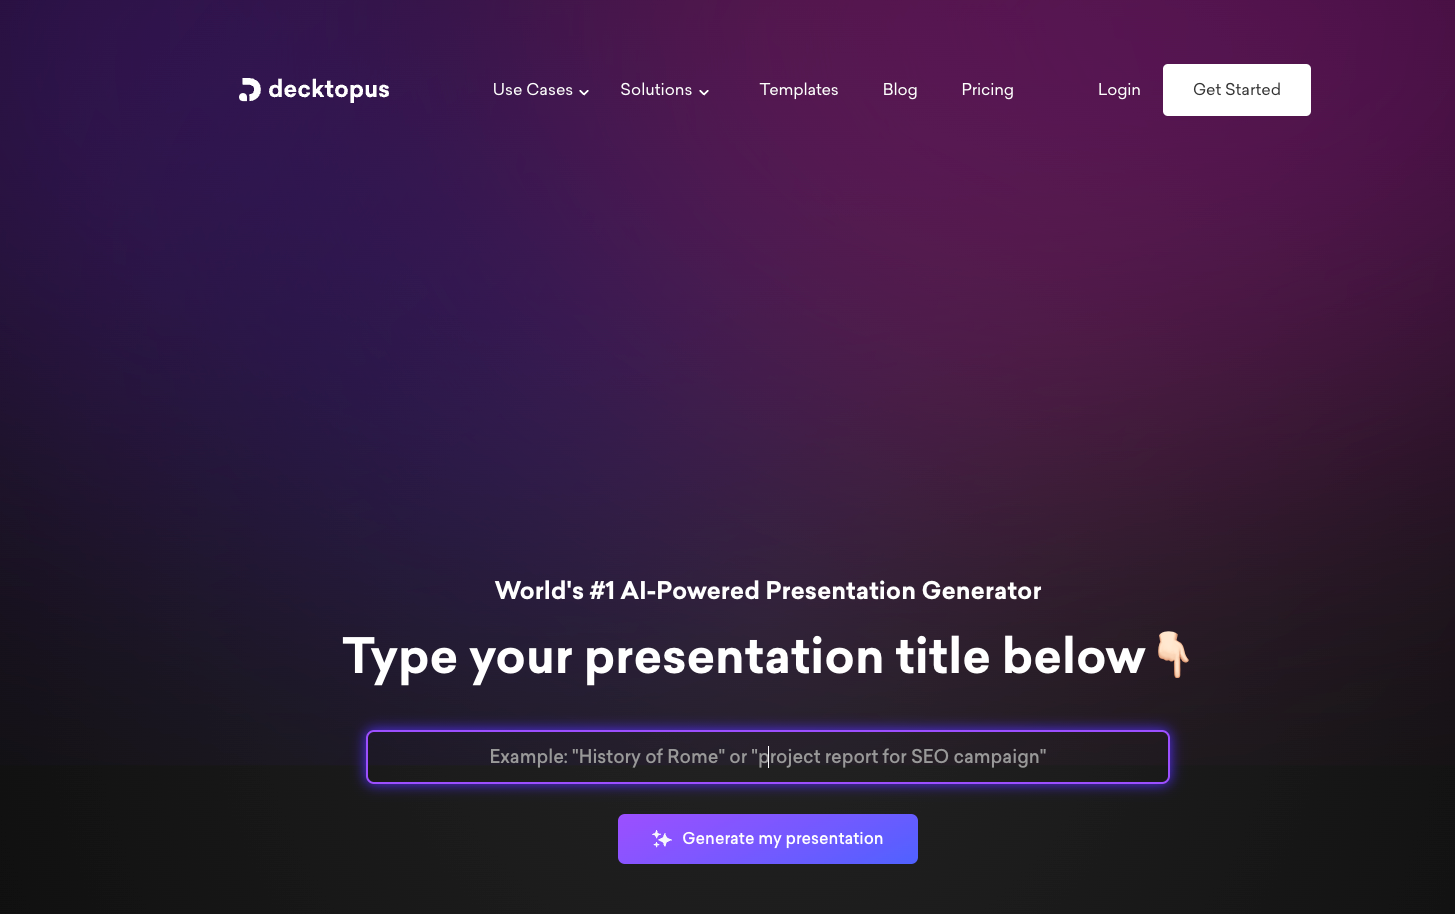 decktopus
Use Cases
Solutions
Templates
Blog
Pricing
Login
Get Started
World's #1 AI-Powered Presentation Generator
Type your presentation title below👇🏻
Example: "History of Rome" or "project report for SEO campaign"
Generate my presentation